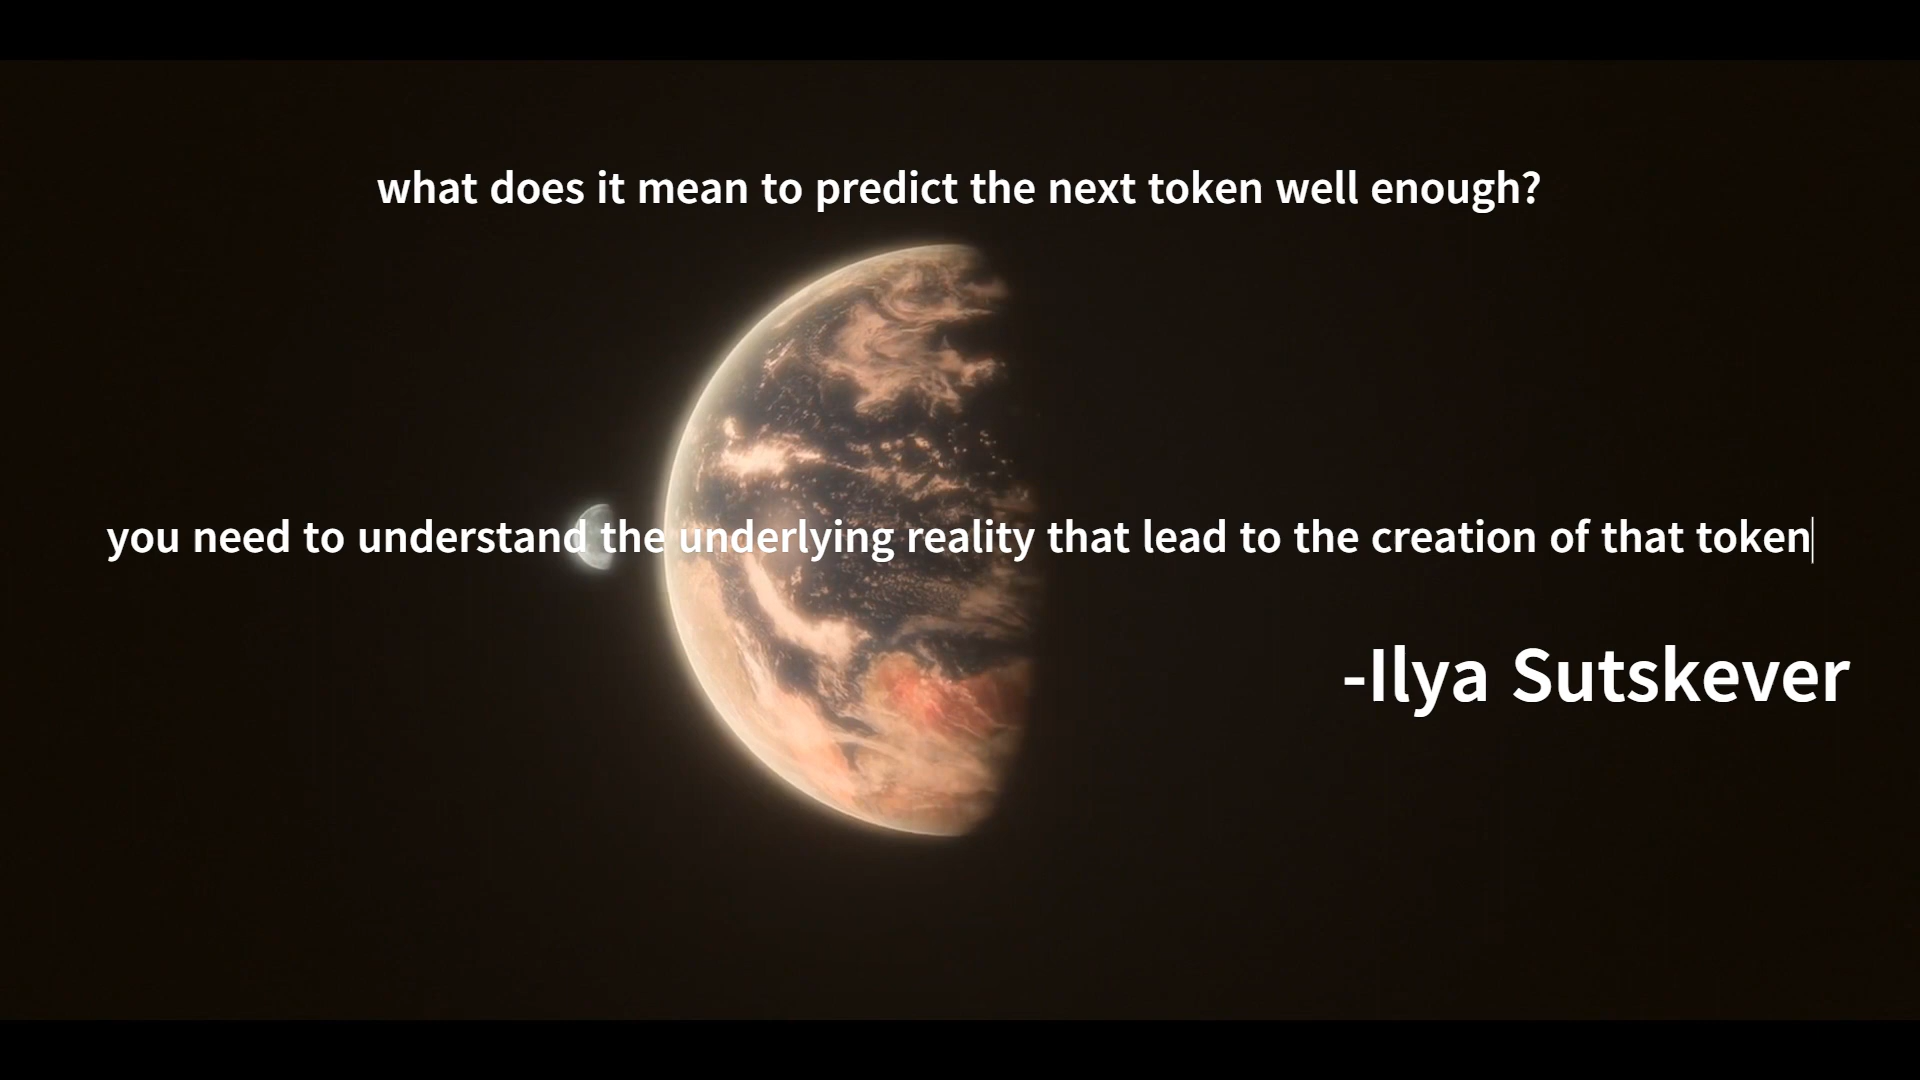 what does it mean to predict the next token well enough?
you need to understand the underlying reality that lead to the creation of that token
-Ilya Sutskever